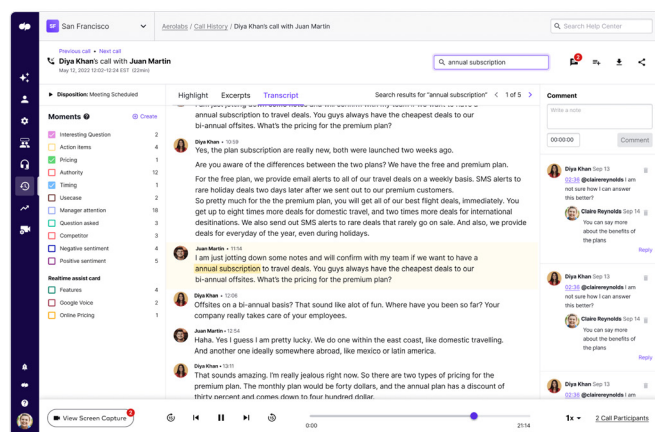 dp
SF San Francisco
Aerolabs / Call History / Diya Khan's call with Juan Martin
Search Help Center
Previous call • Next call
Diya Khan's call with Juan Martin
May 12, 2022 12:02–12:24 EST (22min)
annual subscription
2
Disposition: Meeting Scheduled
Moments
Create
Interesting Question 2
Action items 4
Pricing 1
Authority 12
Timing 1
Usecase 2
Manager attention 18
Question asked 3
Competitor 3
Negative sentiment 4
Positive sentiment 5
Realtime assist card
Features 4
Google Voice 2
Online Pricing 1
Highlight Excerpts Transcript
Search results for "annual subscription" < 1 of 5 >
I am just jotting down some notes and will confirm with my team if we want to have a
annual subscription to travel deals. You guys always have the cheapest deals to our
bi-annual offsites. What's the pricing for the premium plan?
Diya Khan • 10:59
Yes, the plan subscription are really new, both were launched two weeks ago.
Are you aware of the differences between the two plans? We have the free and premium plan.
For the free plan, we provide email alerts to all of our travel deals on a weekly basis. SMS alerts to
rare holiday deals two days later after we sent out to our premium customers.
So pretty much for the the premium plan, you will get all of our best flight deals, immediately. You
get up to eight times more deals for domestic travel, and two times more deals for international
desitinations. We also send out SMS alerts to rare deals that rarely go on sale. And also, we provide
deals for everyday of the year, even during holidays.
Juan Martin • 11:14
I am just jotting down some notes and will confirm with my team if we want to have a
annual subscription to travel deals. You guys always have the cheapest deals to our
bi-annual offsites. What's the pricing for the premium plan?
Diya Khan • 12:06
Offsites on a bi-annual basis? That sound like alot of fun. Where have you been so far? Your
company really takes care of your employees.
Juan Martin • 12:54
Haha. Yes I guess I am pretty lucky. We do one within the east coast, like domestic travelling.
And another one ideally somewhere abroad, like mexico or latin america.
Diya Khan • 13:11
That sounds amazing. I'm really jealous right now. So there are two types of pricing for the
premium plan. The monthly plan would be forty dollars, and the annual plan has a discount of
thirty percent and comes down to four hundred dollar.
Comment
Write a note
00:00:00
Comment
Diya Khan Sep 13
02:36 @clairereynolds I am
not sure how I can answer
this better?
Claire Reynolds Sep 14
You can say more
about the benefits of
the plans
Reply
Diya Khan Sep 13
02:36 @clairereynolds I am
not sure how I can answer
this better?
Claire Reynolds Sep 14
You can say more
about the benefits of
the plans
Reply
Diya Khan Sep 13
02:36 @clairereynolds I am
View Screen Capture
2
15
15
0:00
21:14
1x
2 Call Participants